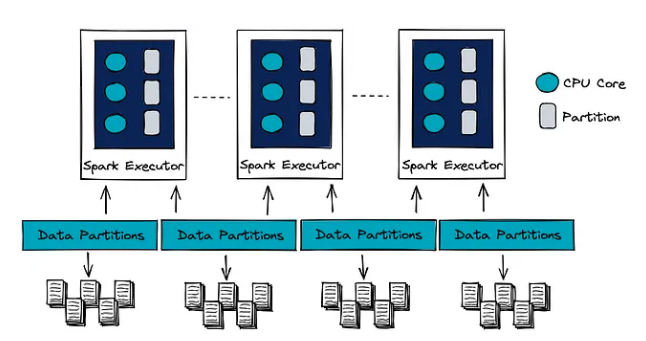 CPU Core
Partition
Spark Executor
Spark Executor
Spark Executor
Data Partitions
Data Partitions
Data Partitions
Data Partitions